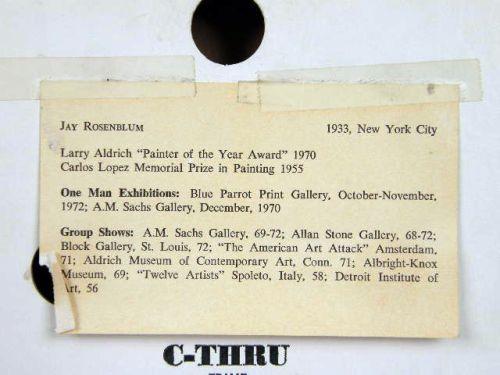 JAY ROSENBLUM 1933, New York City
Larry Aldrich "Painter of the Year Award" 1970
Carlos Lopez Memorial Prize in Painting 1955
One Man Exhibitions: Blue Parrot Print Gallery, October-November,
1972; A.M. Sachs Gallery, December, 1970
Group Shows: A.M. Sachs Gallery, 69-72; Allan Stone Gallery, 68-72;
Block Gallery, St. Louis, 72; "The American Art Attack" Amsterdam,
71; Aldrich Museum of Contemporary Art, Conn. 71; Albright-Knox
Museum, 69; "Twelve Artists" Spoleto, Italy, 58; Detroit Institute of
Art, 56
C-THRU